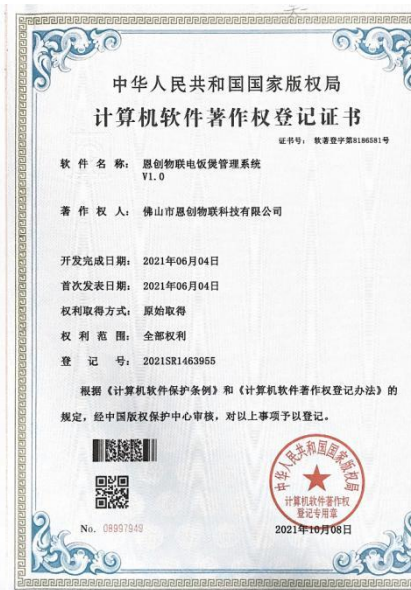 中华人民共和国国家版权局
计算机软件著作权登记证书
证书号: 软著登字第8186581号
软件名称: 恩创物联电饭煲管理系统
V1.0
著作权人: 佛山市恩创物联科技有限公司
开发完成日期: 2021年06月04日
首次发表日期: 2021年06月04日
权利取得方式: 原始取得
权利范围: 全部权利
登记号: 2021SR1463955
根据《计算机软件保护条例》和《计算机软件著作权登记办法》的
规定,经中国版权保护中心审核,对以上事项予以登记。
中华人民共和国国家版权局
计算机软件著作权
登记专用章
No. 08997949
2021年10月08日